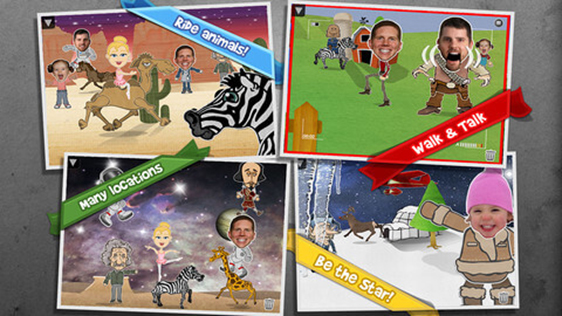 Ride animals!
Walk & Talk
Many locations
Be the Star!